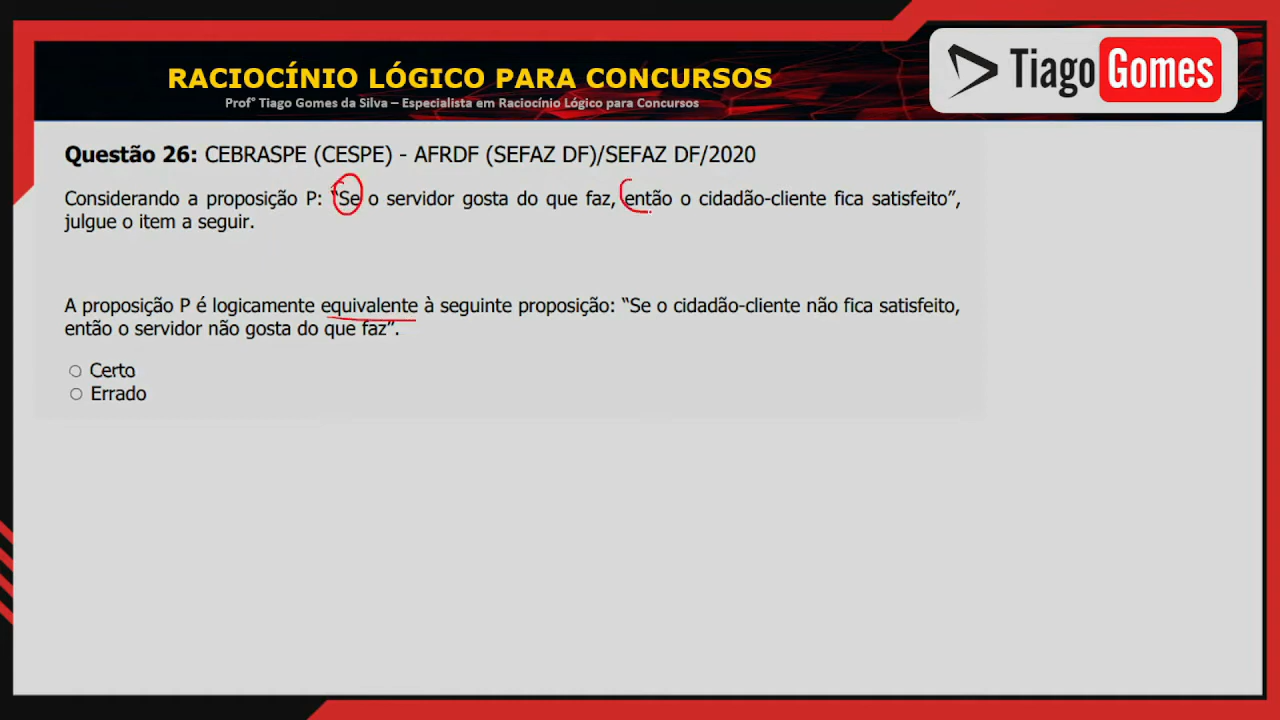 RACIOCÍNIO LÓGICO PARA CONCURSOS
Prof° Tiago Gomes da Silva – Especialista em Raciocínio Lógico para Concursos
Tiago Gomes
Questão 26: CEBRASPE (CESPE) - AFRDF (SEFAZ DF)/SEFAZ DF/2020
Considerando a proposição P: “Se o servidor gosta do que faz, então o cidadão-cliente fica satisfeito”,
julgue o item a seguir.
A proposição P é logicamente equivalente à seguinte proposição: “Se o cidadão-cliente não fica satisfeito,
então o servidor não gosta do que faz”.
Certo
Errado